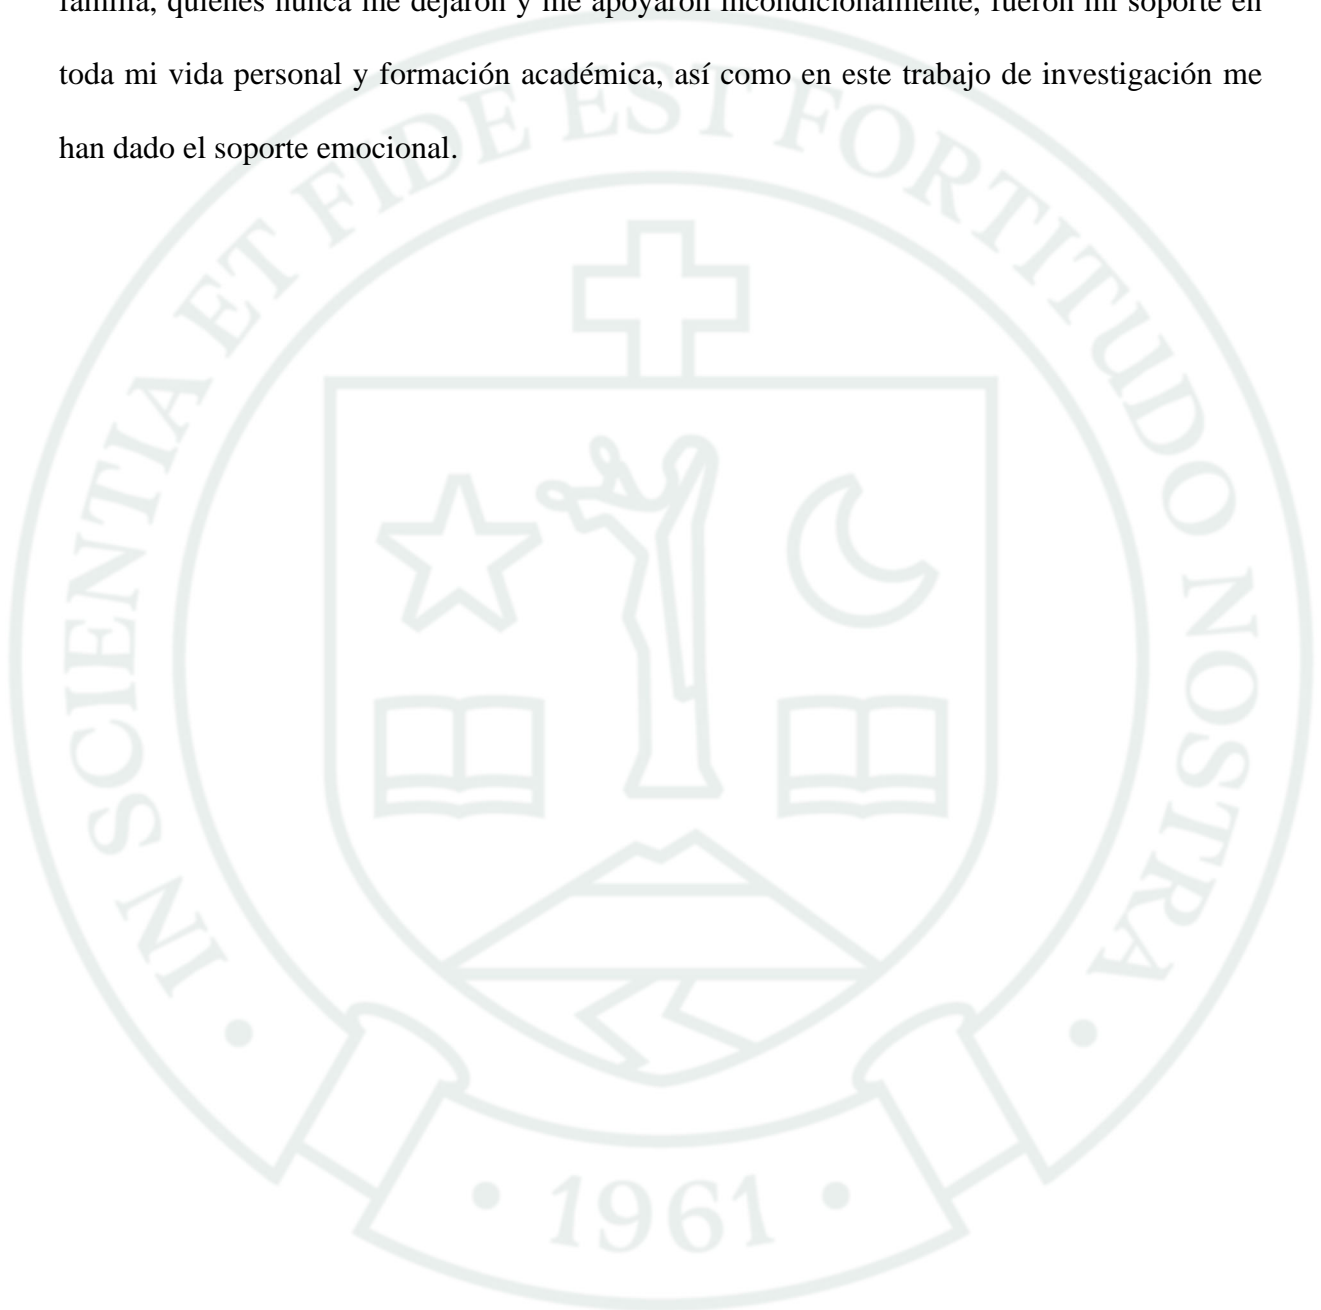 familia, quienes nunca me dejaron y me apoyaron incondicionalmente, fueron mi soporte en
toda mi vida personal y formación académica, así como en este trabajo de investigación me
han dado el soporte emocional.
IN SCIENTIA ET FIDE EST FORTITUDO NOSTRA
• 1961 •